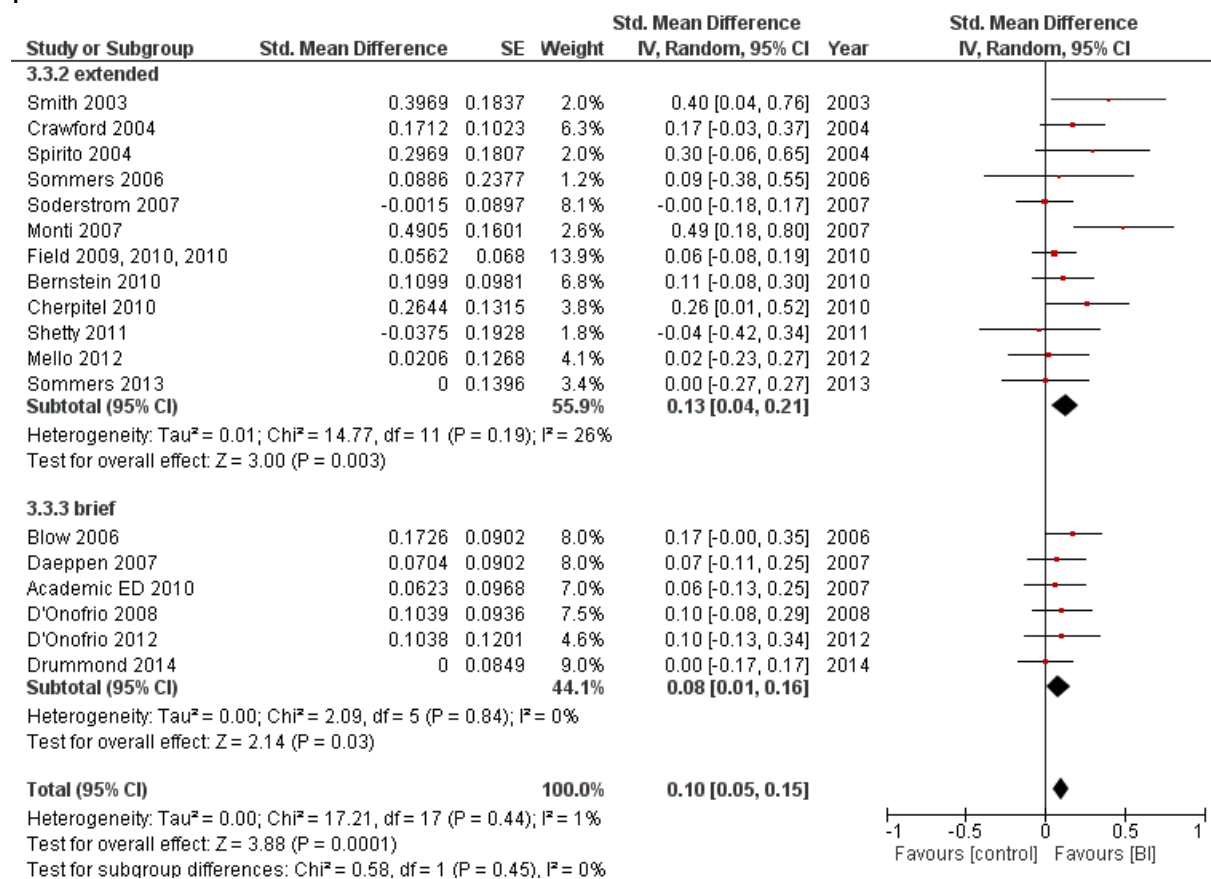 Std. Mean Difference Std. Mean Difference
Study or Subgroup Std. Mean Difference SE Weight IV, Random, 95% CI Year IV, Random, 95% CI
3.3.2 extended
Smith 2003 0.3969 0.1837 2.0% 0.40 [0.04, 0.76] 2003
Crawford 2004 0.1712 0.1023 6.3% 0.17 [-0.03, 0.37] 2004
Spirito 2004 0.2969 0.1807 2.0% 0.30 [-0.06, 0.65] 2004
Sommers 2006 0.0886 0.2377 1.2% 0.09 [-0.38, 0.55] 2006
Soderstrom 2007 -0.0015 0.0897 8.1% -0.00 [-0.18, 0.17] 2007
Monti 2007 0.4905 0.1601 2.6% 0.49 [0.18, 0.80] 2007
Field 2009, 2010, 2010 0.0562 0.068 13.9% 0.06 [-0.08, 0.19] 2010
Bernstein 2010 0.1099 0.0981 6.8% 0.11 [-0.08, 0.30] 2010
Cherpitel 2010 0.2644 0.1315 3.8% 0.26 [0.01, 0.52] 2010
Shetty 2011 -0.0375 0.1928 1.8% -0.04 [-0.42, 0.34] 2011
Mello 2012 0.0206 0.1268 4.1% 0.02 [-0.23, 0.27] 2012
Sommers 2013 0 0.1396 3.4% 0.00 [-0.27, 0.27] 2013
Subtotal (95% CI) 55.9% 0.13 [0.04, 0.21]
Heterogeneity: Tau² = 0.01; Chi² = 14.77, df = 11 (P = 0.19); I² = 26%
Test for overall effect: Z = 3.00 (P = 0.003)
3.3.3 brief
Blow 2006 0.1726 0.0902 8.0% 0.17 [-0.00, 0.35] 2006
Daeppen 2007 0.0704 0.0902 8.0% 0.07 [-0.11, 0.25] 2007
Academic ED 2010 0.0623 0.0968 7.0% 0.06 [-0.13, 0.25] 2007
D'Onofrio 2008 0.1039 0.0936 7.5% 0.10 [-0.08, 0.29] 2008
D'Onofrio 2012 0.1038 0.1201 4.6% 0.10 [-0.13, 0.34] 2012
Drummond 2014 0 0.0849 9.0% 0.00 [-0.17, 0.17] 2014
Subtotal (95% CI) 44.1% 0.08 [0.01, 0.16]
Heterogeneity: Tau² = 0.00; Chi² = 2.09, df = 5 (P = 0.84); I² = 0%
Test for overall effect: Z = 2.14 (P = 0.03)
Total (95% CI) 100.0% 0.10 [0.05, 0.15]
Heterogeneity: Tau² = 0.00; Chi² = 17.21, df = 17 (P = 0.44); I² = 1%
Test for overall effect: Z = 3.88 (P = 0.0001)
Test for subgroup differences: Chi² = 0.58, df = 1 (P = 0.45), I² = 0%
-1 -0.5 0 0.5 1
Favours [control] Favours [BI]